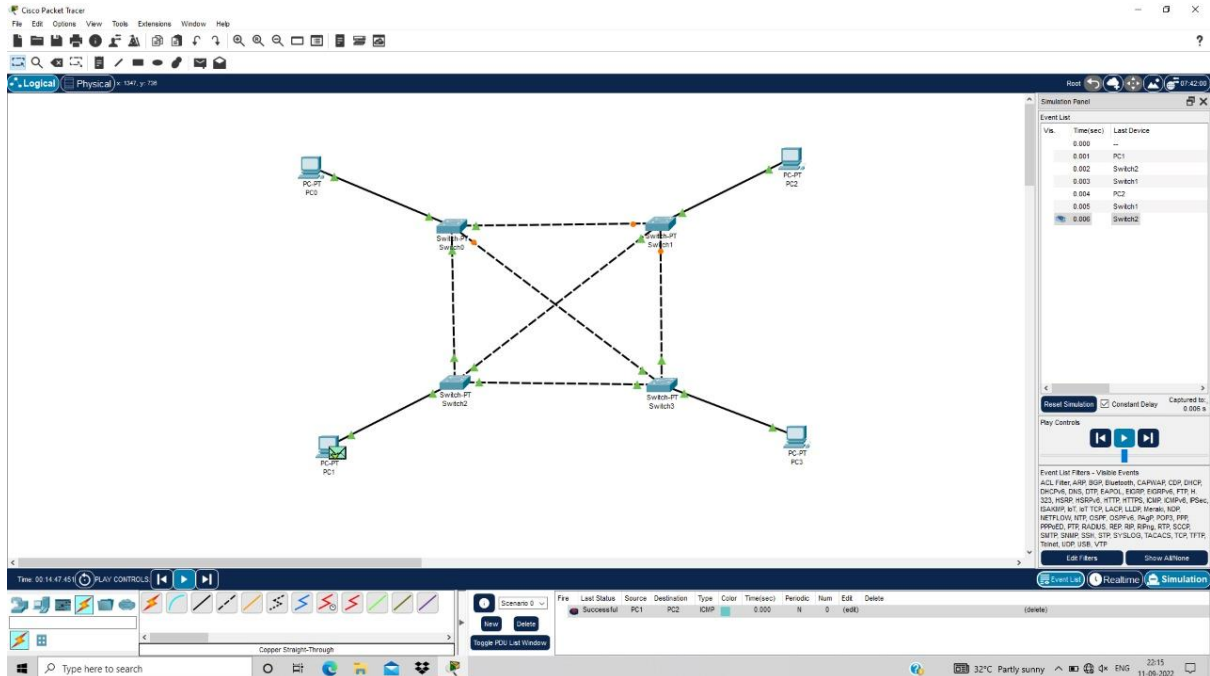 Cisco Packet Tracer
File Edit Options View Tools Extensions Window Help
?
Logical Physical x: 1347, y: 736 Root 07:42:00
Simulation Panel
Event List
Vis. Time(sec) Last Device
0.000 --
0.001 PC1
0.002 Switch2
0.003 Switch1
0.004 PC2
0.005 Switch1
0.006 Switch2
PC-PT
PC0
PC-PT
PC2
Switch-PT
Switch0
Switch-PT
Switch1
Switch-PT
Switch2
Switch-PT
Switch3
PC-PT
PC1
PC-PT
PC3
Reset Simulation Constant Delay Captured to:
0.006 s
Play Controls
Event List Filters - Visible Events
ACL Filter, ARP, BGP, Bluetooth, CAPWAP, CDP, DHCP,
DHCPv6, DNS, DTP, EAPOL, EIGRP, EIGRPv6, FTP, H.
323, HSRP, HSRPv6, HTTP, HTTPS, ICMP, ICMPv6, IPSec,
ISAKMP, IoT, IoT TCP, LACP, LLDP, Meraki, NDP,
NETFLOW, NTP, OSPF, OSPFv6, PAgP, POP3, PPP,
PPPoED, PTP, RADIUS, REP, RIP, RIPng, RTP, SCCP,
SMTP, SNMP, SSH, STP, SYSLOG, TACACS, TCP, TFTP,
Telnet, UDP, USB, VTP
Edit Filters Show All/None
Time: 00:14:47.451 PLAY CONTROLS: Event List Realtime Simulation
Scenario 0
New Delete
Toggle PDU List Window
Fire Last Status Source Destination Type Color Time(sec) Periodic Num Edit Delete
Successful PC1 PC2 ICMP 0.000 N 0 (edit) (delete)
Copper Straight-Through
Type here to search
32°C Partly sunny ENG 22:15
11-09-2022